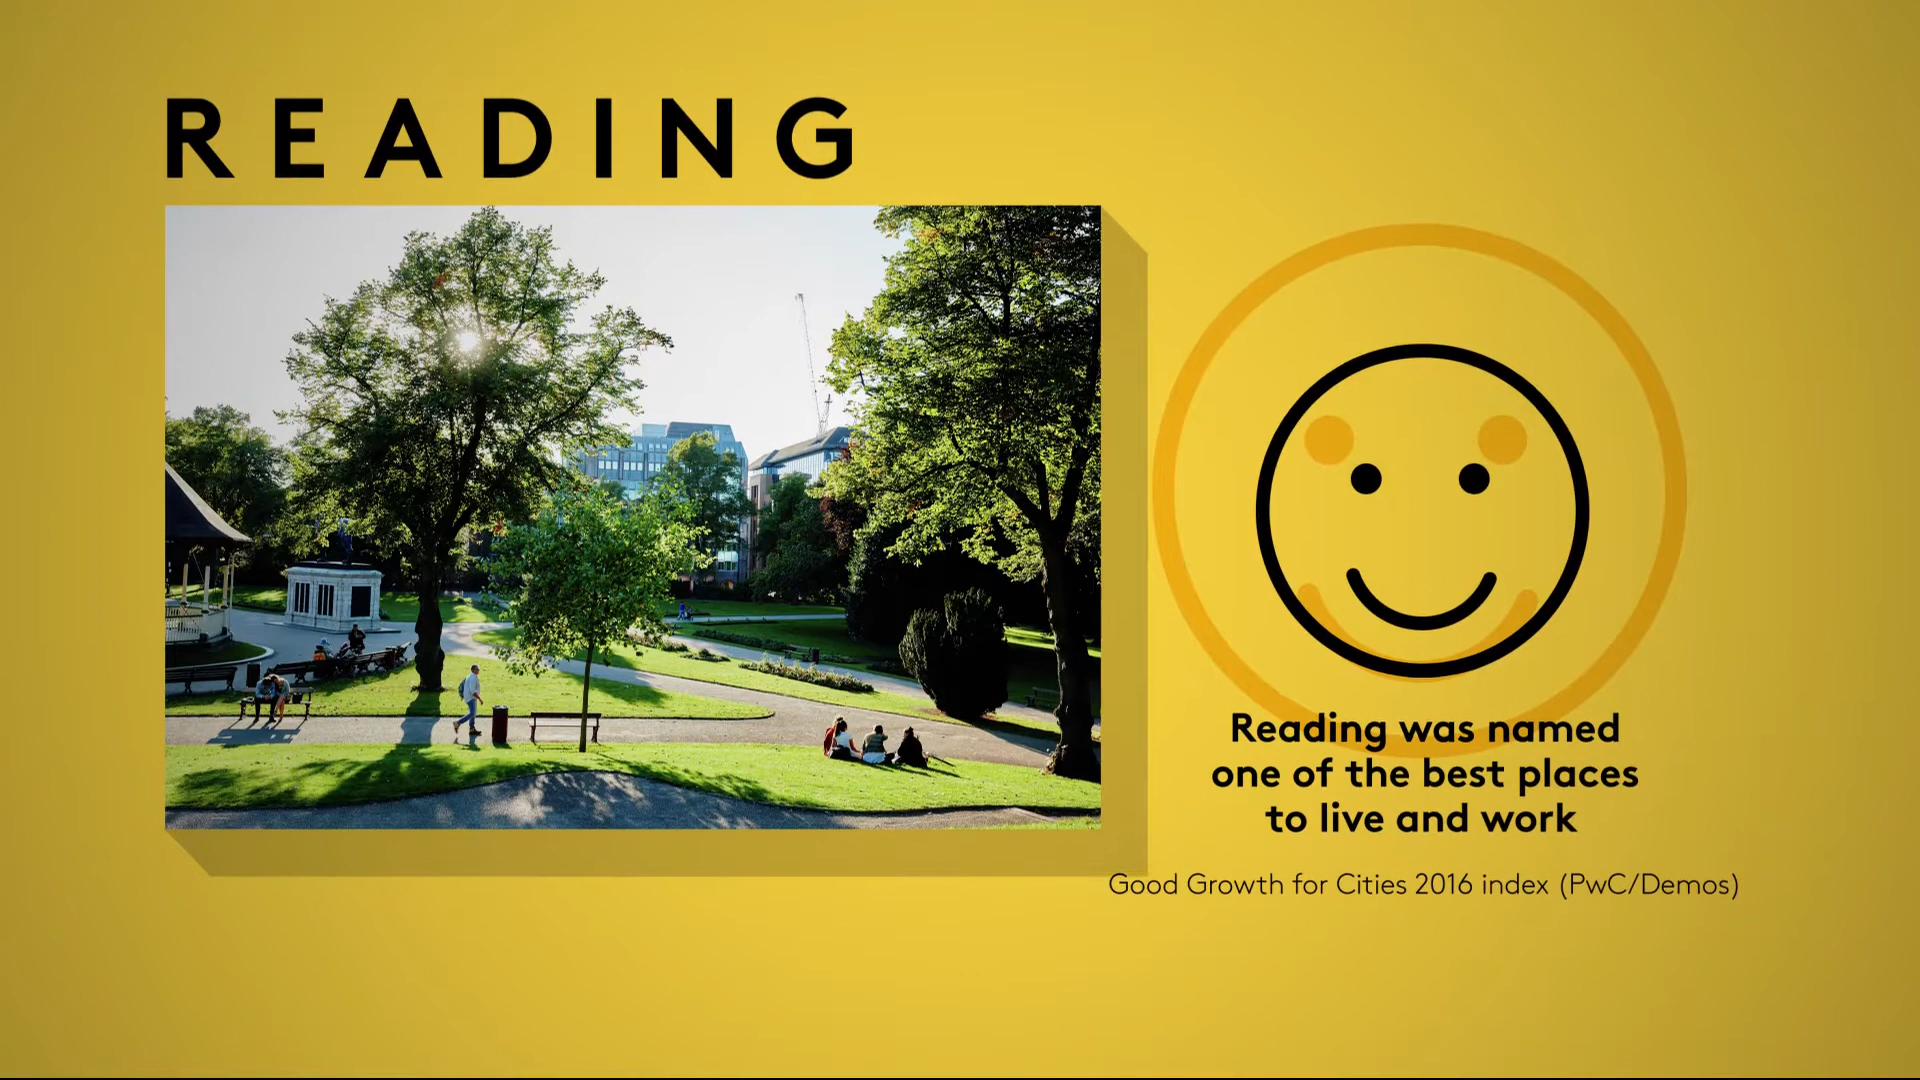 READING
Reading was named
one of the best places
to live and work
Good Growth for Cities 2016 index (PwC/Demos)